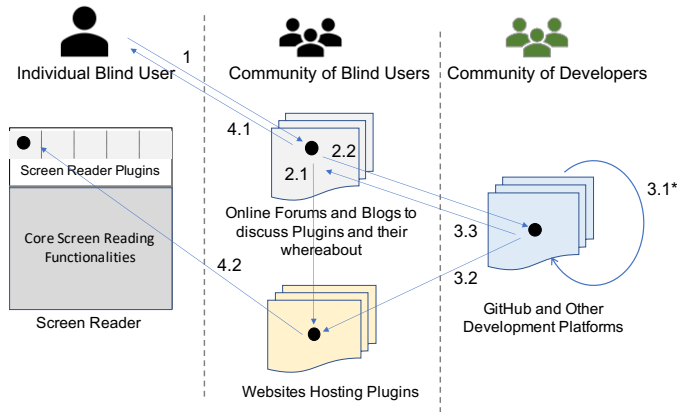 Individual Blind User
Community of Blind Users
Community of Developers
1
4.1
2.2
2.1
Screen Reader Plugins
Core Screen Reading
Functionalities
Screen Reader
Online Forums and Blogs to
discuss Plugins and their
whereabout
3.1*
3.3
3.2
4.2
GitHub and Other
Development Platforms
Websites Hosting Plugins